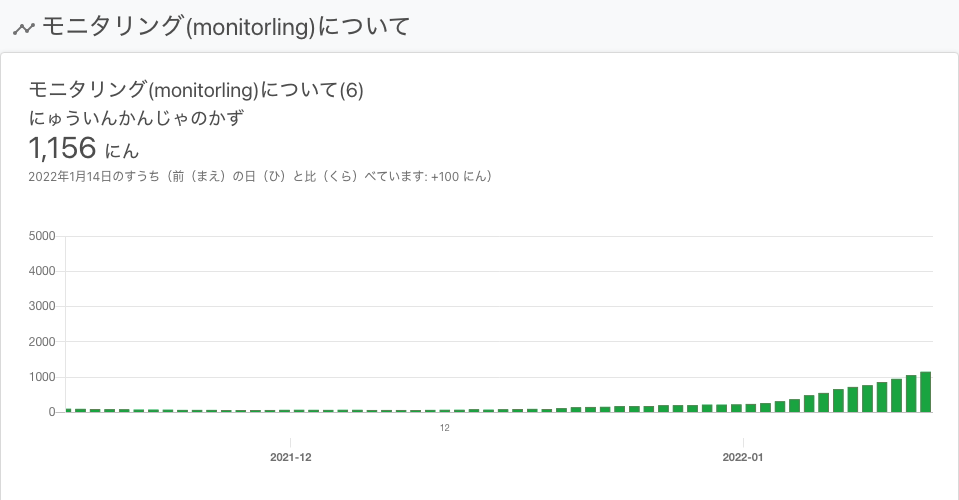 モニタリング(monitorling)について
モニタリング(monitorling)について(6)
にゅういんかんじゃのかず
1,156 にん
2022年1月14日のすうち（前（まえ）の日（ひ）と比（くら）べています: +100 にん）
5000
4000
3000
2000
1000
0
12
2021-12
2022-01